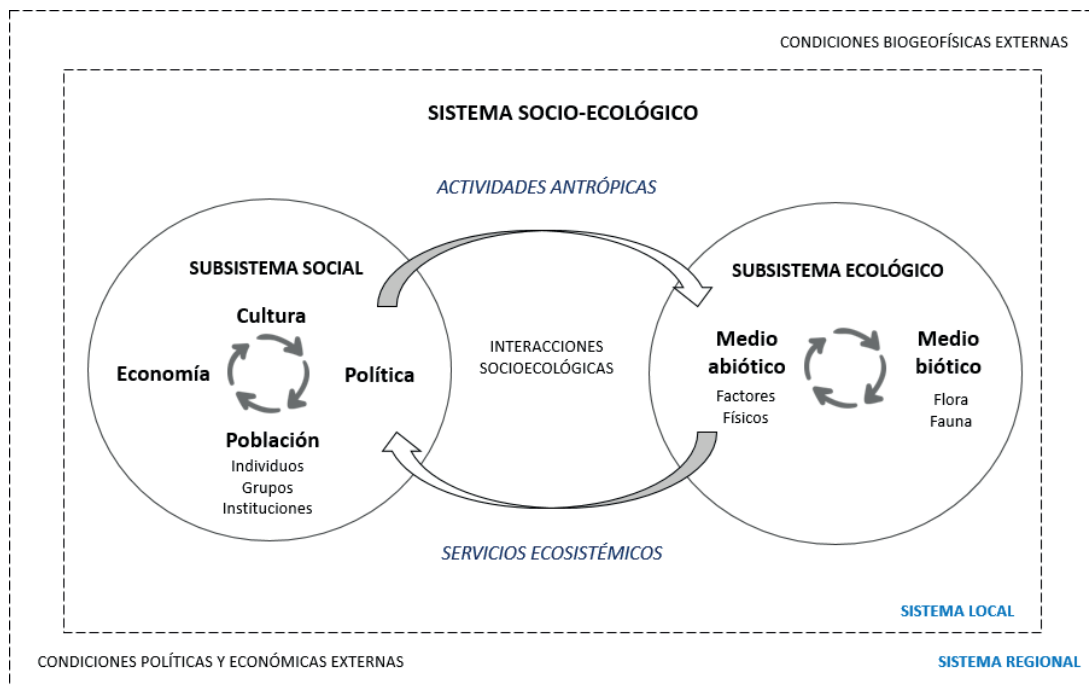 CONDICIONES BIOGEOFÍSICAS EXTERNAS
SISTEMA SOCIO-ECOLÓGICO
ACTIVIDADES ANTRÓPICAS
SUBSISTEMA SOCIAL
Cultura
Economía
Política
Población
Individuos
Grupos
Instituciones
INTERACCIONES
SOCIOECOLÓGICAS
SUBSISTEMA ECOLÓGICO
Medio
abiótico
Factores
Físicos
Medio
biótico
Flora
Fauna
SERVICIOS ECOSISTÉMICOS
SISTEMA LOCAL
CONDICIONES POLÍTICAS Y ECONÓMICAS EXTERNAS
SISTEMA REGIONAL